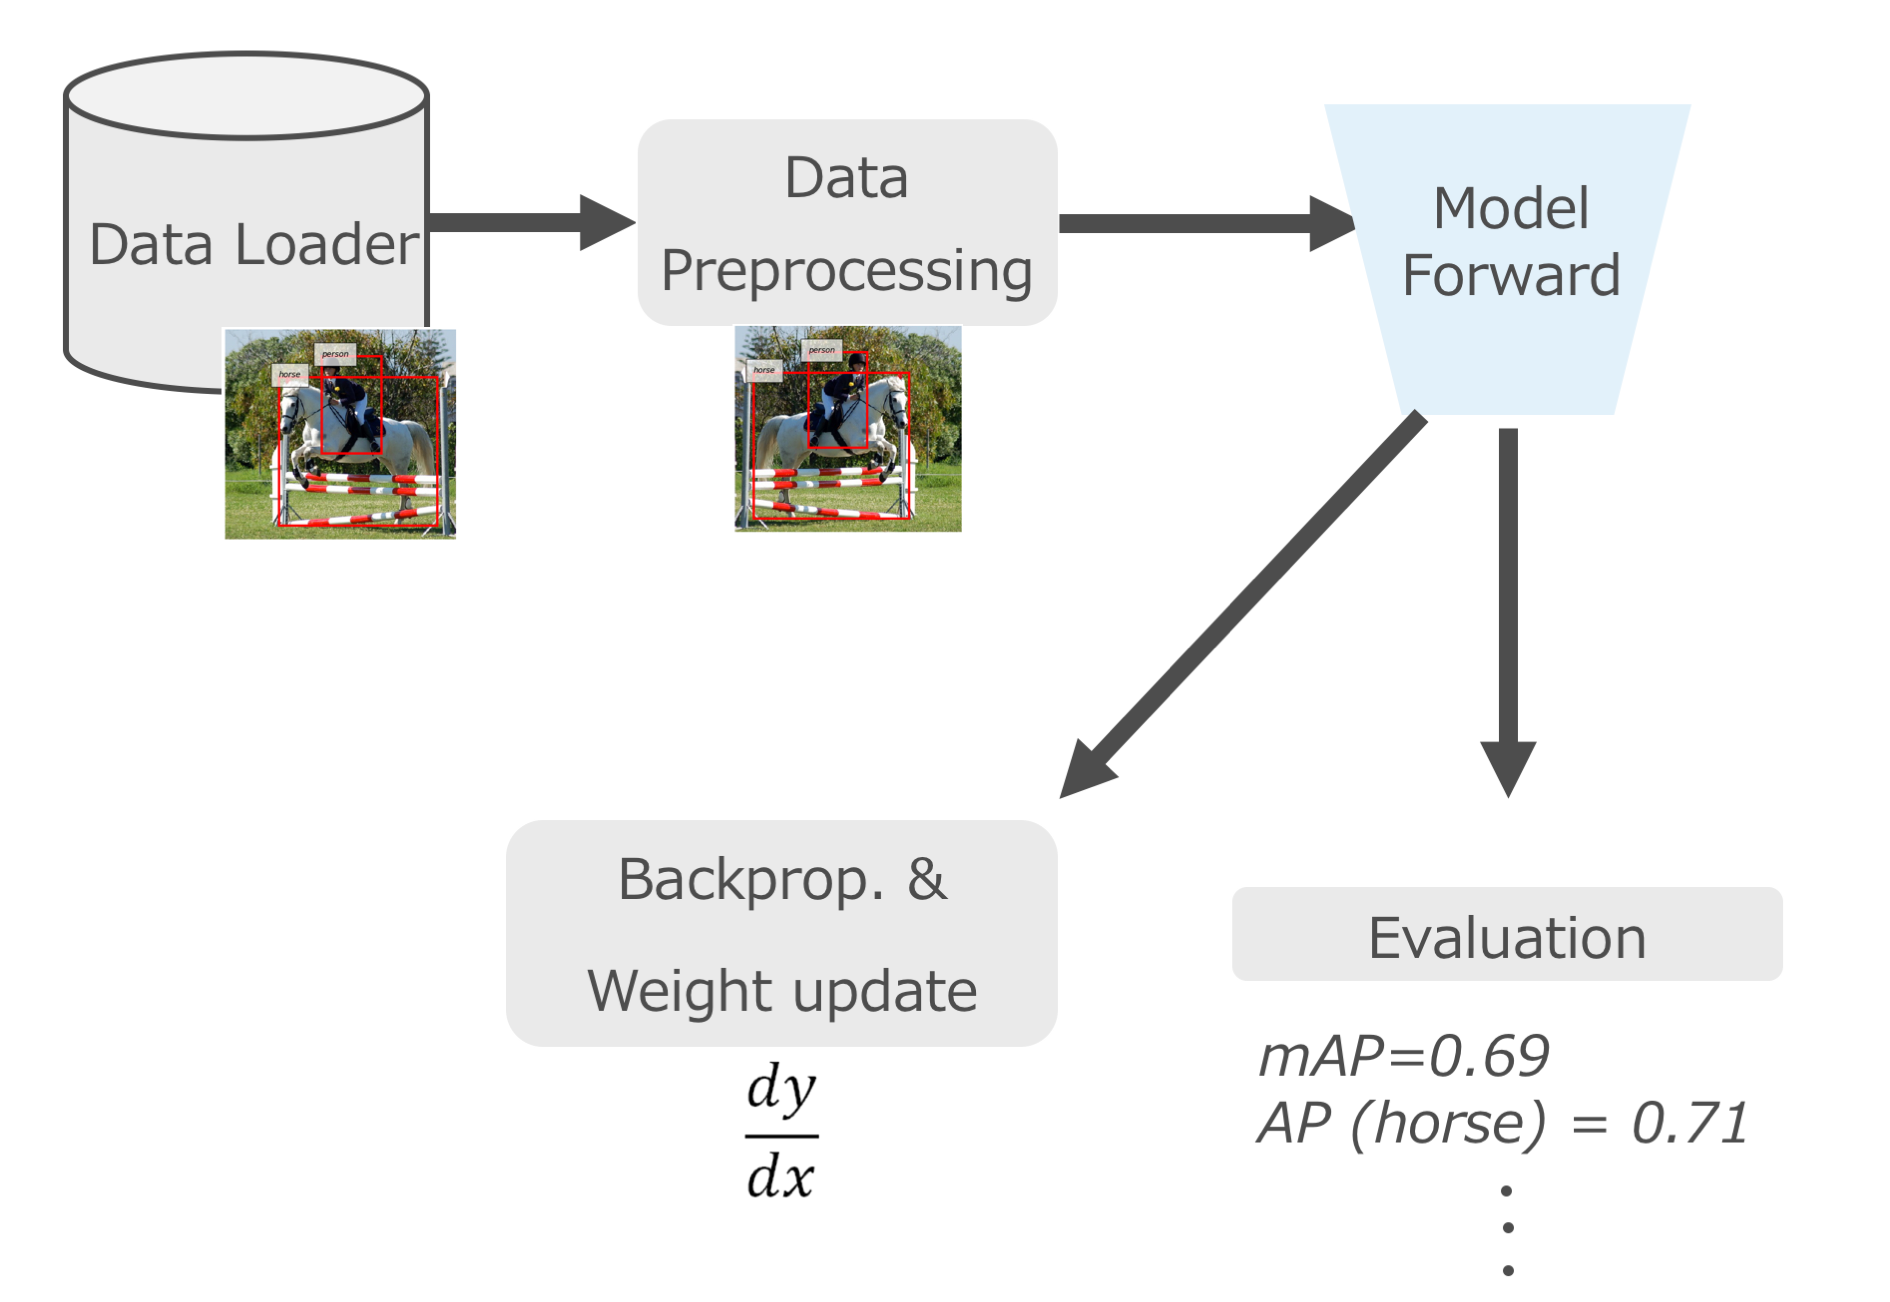 Data Loader
Data
Preprocessing
Model
Forward
person
horse
person
horse
Backprop. &
Weight update
dy
dx
Evaluation
mAP=0.69
AP (horse) = 0.71